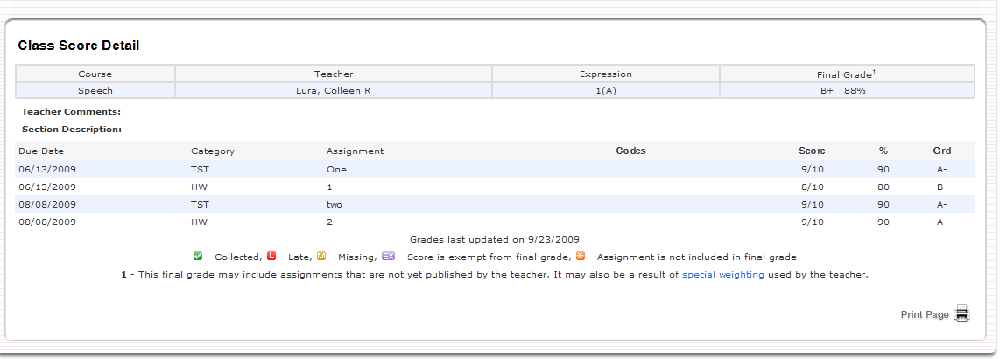 Class Score Detail
Course Teacher Expression Final Grade1
Speech Lura, Colleen R 1(A) B+ 88%
Teacher Comments:
Section Description:
Due Date Category Assignment Codes Score % Grd
06/13/2009 TST One 9/10 90 A-
06/13/2009 HW 1 8/10 80 B-
08/08/2009 TST two 9/10 90 A-
08/08/2009 HW 2 9/10 90 A-
Grades last updated on 9/23/2009
✓ - Collected, L - Late, M - Missing, EX - Score is exempt from final grade, X - Assignment is not included in final grade
1 - This final grade may include assignments that are not yet published by the teacher. It may also be a result of special weighting used by the teacher.
Print Page